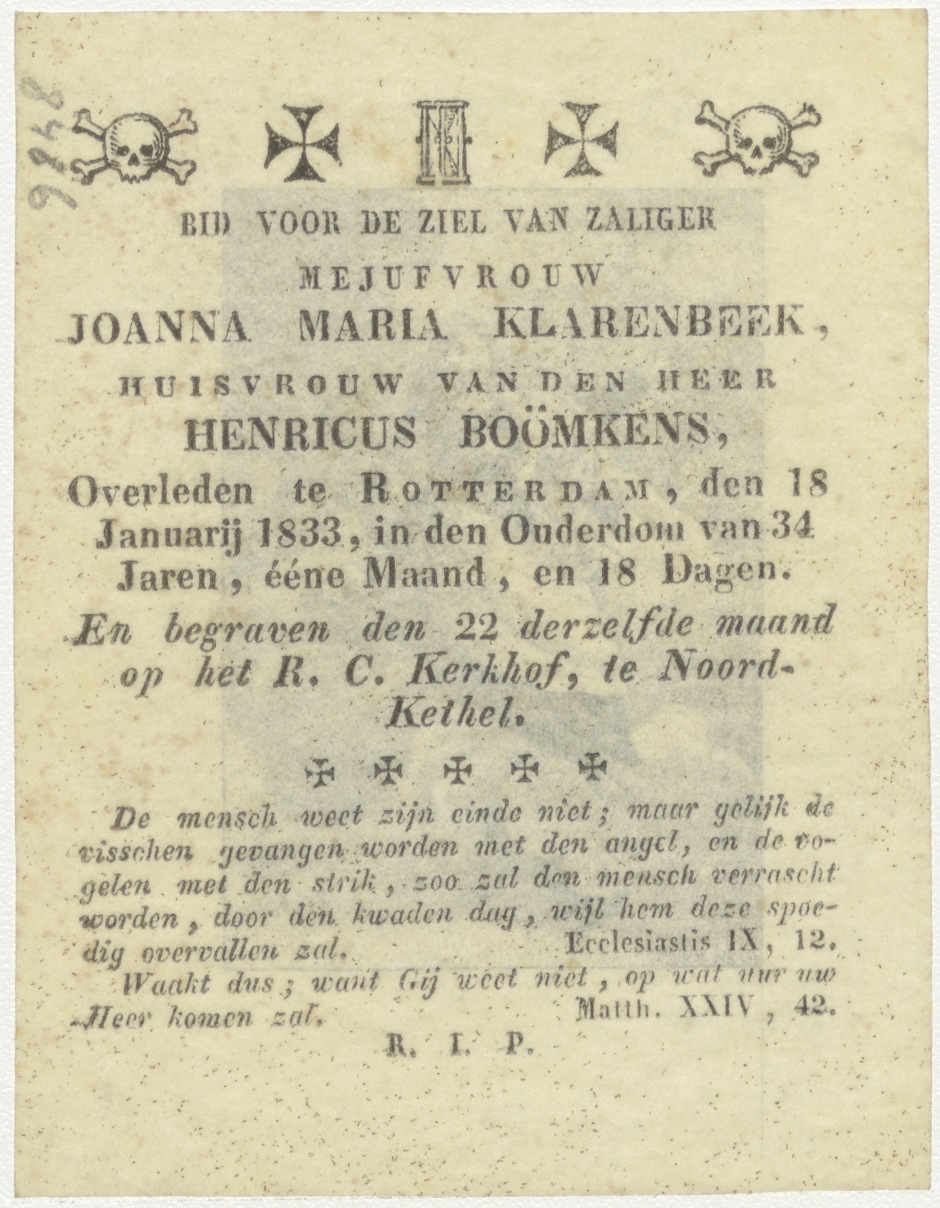 9848
BID VOOR DE ZIEL VAN ZALIGER
MEJUFVROUW
JOANNA MARIA KLARENBEEK,
HUISVROUW VAN DEN HEER
HENRICUS BOÖMKENS,
Overleden te ROTTERDAM, den 18
Januarij 1833, in den Ouderdom van 34
Jaren, ééne Maand, en 18 Dagen.
En begraven den 22 derzelfde maand
op het R. C. Kerkhof, te Noord-
Kethel.
De mensch weet zijn einde niet; maar gelijk de
visschen gevangen worden met den angel, en de vo-
gelen met den strik, zoo zal den mensch verrascht
worden, door den kwaden dag, wijl hem deze spoe-
dig overvallen zal. Ecclesiastis IX, 12.
Waakt dus; want Gij weet niet, op wat uur uw
Heer komen zal. Matth. XXIV, 42.
R. I. P.